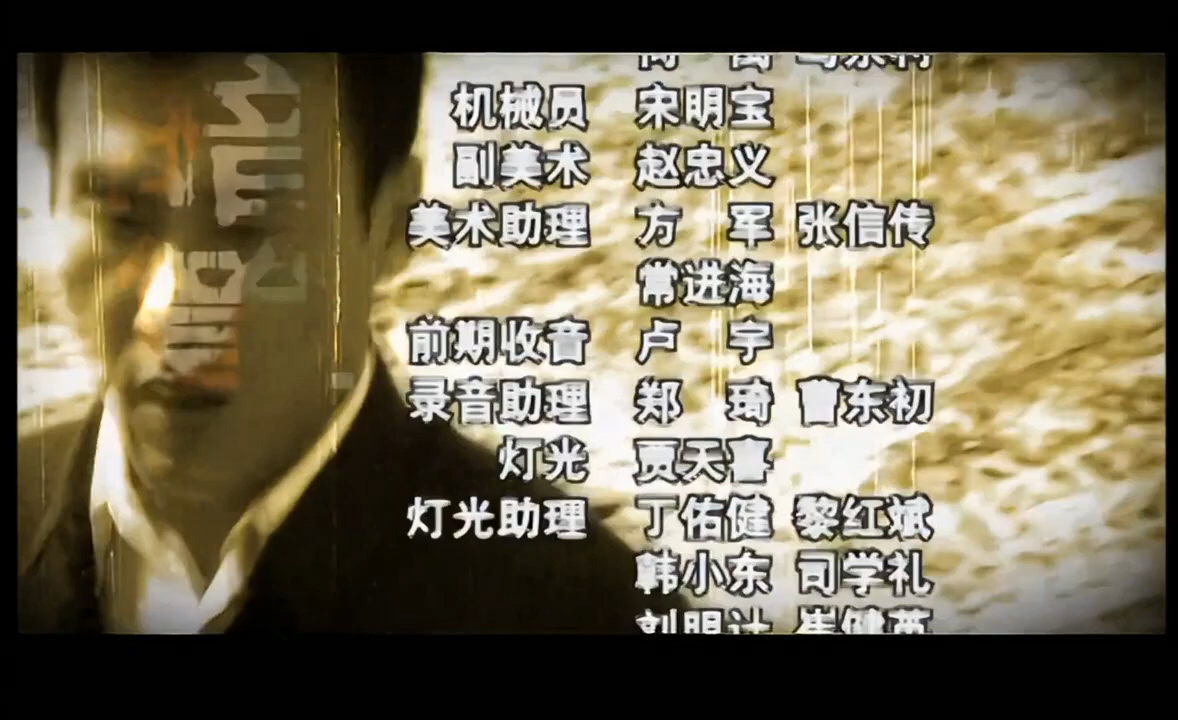 机械员 宋明宝
副美术 赵忠义
美术助理 方 军 张信传
常进海
前期收音 卢 宇
录音助理 郑 琦 曹东初
灯光 贾天喜
灯光助理 丁佑健 黎红斌
韩小东 司学礼
刘明计